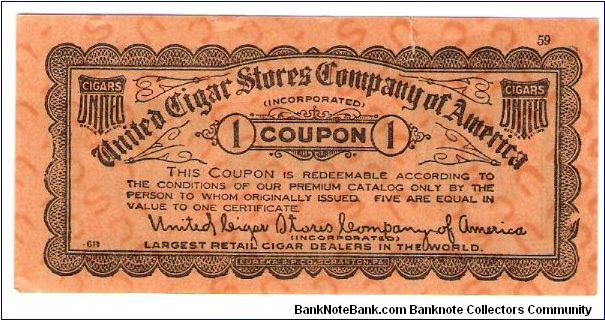 59
CIGARS
UNITED
CIGARS
UNITED
United Cigar Stores Company of America
(INCORPORATED)
1 COUPON 1
THIS COUPON IS REDEEMABLE ACCORDING TO
THE CONDITIONS OF OUR PREMIUM CATALOG ONLY BY THE
PERSON TO WHOM ORIGINALLY ISSUED. FIVE ARE EQUAL IN
VALUE TO ONE CERTIFICATE.
United Cigar Stores Company of America
(INCORPORATED)
LARGEST RETAIL CIGAR DEALERS IN THE WORLD.
BankNoteBank.com Banknote Collectors Community